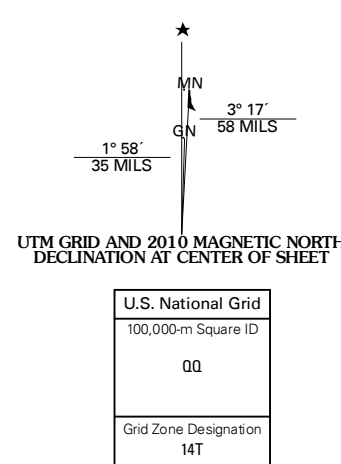 ★
MN
3° 17´
58 MILS
GN
1° 58´
35 MILS
UTM GRID AND 2010 MAGNETIC NORTH
DECLINATION AT CENTER OF SHEET
U.S. National Grid
100,000-m Square ID
QQ
Grid Zone Designation
14T